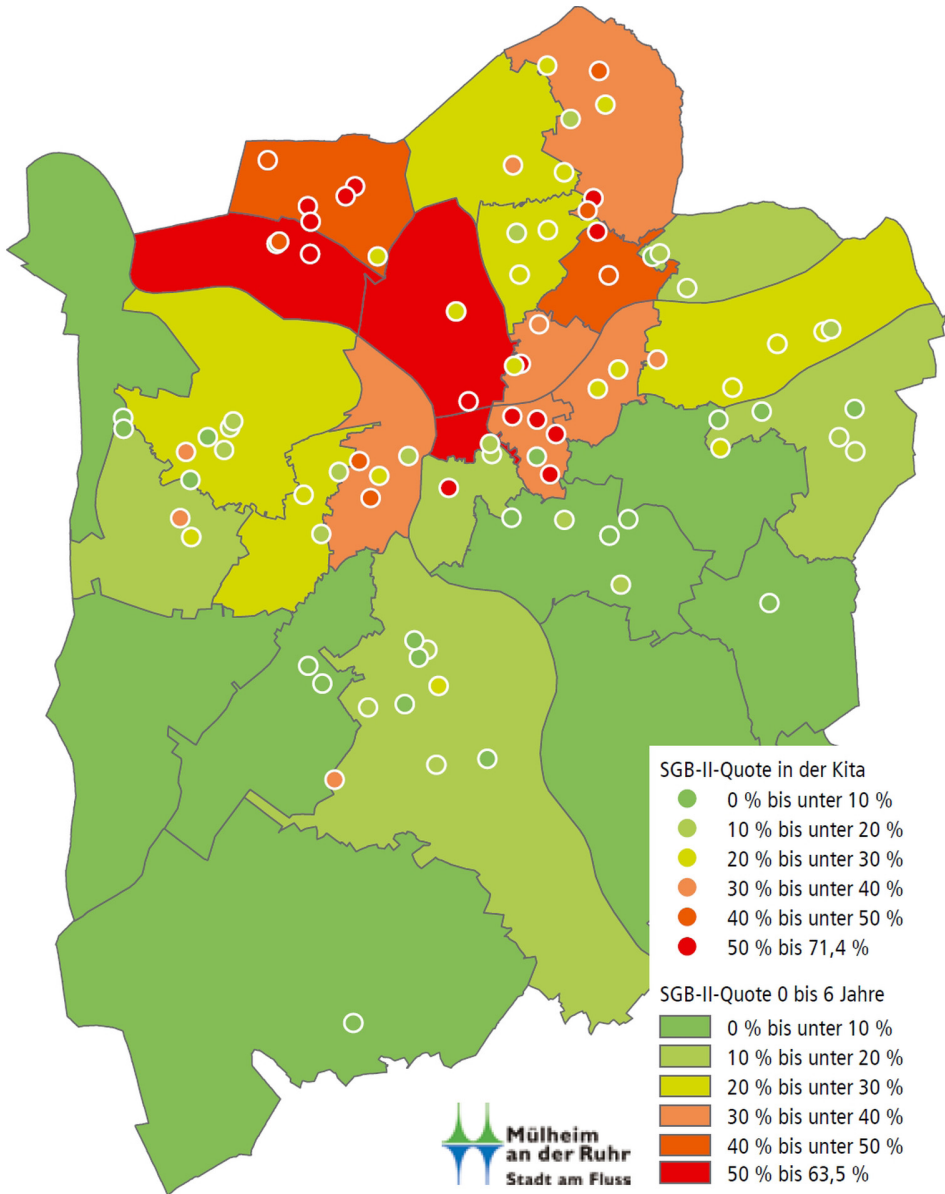 SGB-II-Quote in der Kita
0 % bis unter 10 %
10 % bis unter 20 %
20 % bis unter 30 %
30 % bis unter 40 %
40 % bis unter 50 %
50 % bis 71,4 %
SGB-II-Quote 0 bis 6 Jahre
0 % bis unter 10 %
10 % bis unter 20 %
20 % bis unter 30 %
30 % bis unter 40 %
40 % bis unter 50 %
50 % bis 63,5 %
Mülheim
an der Ruhr
Stadt am Fluss